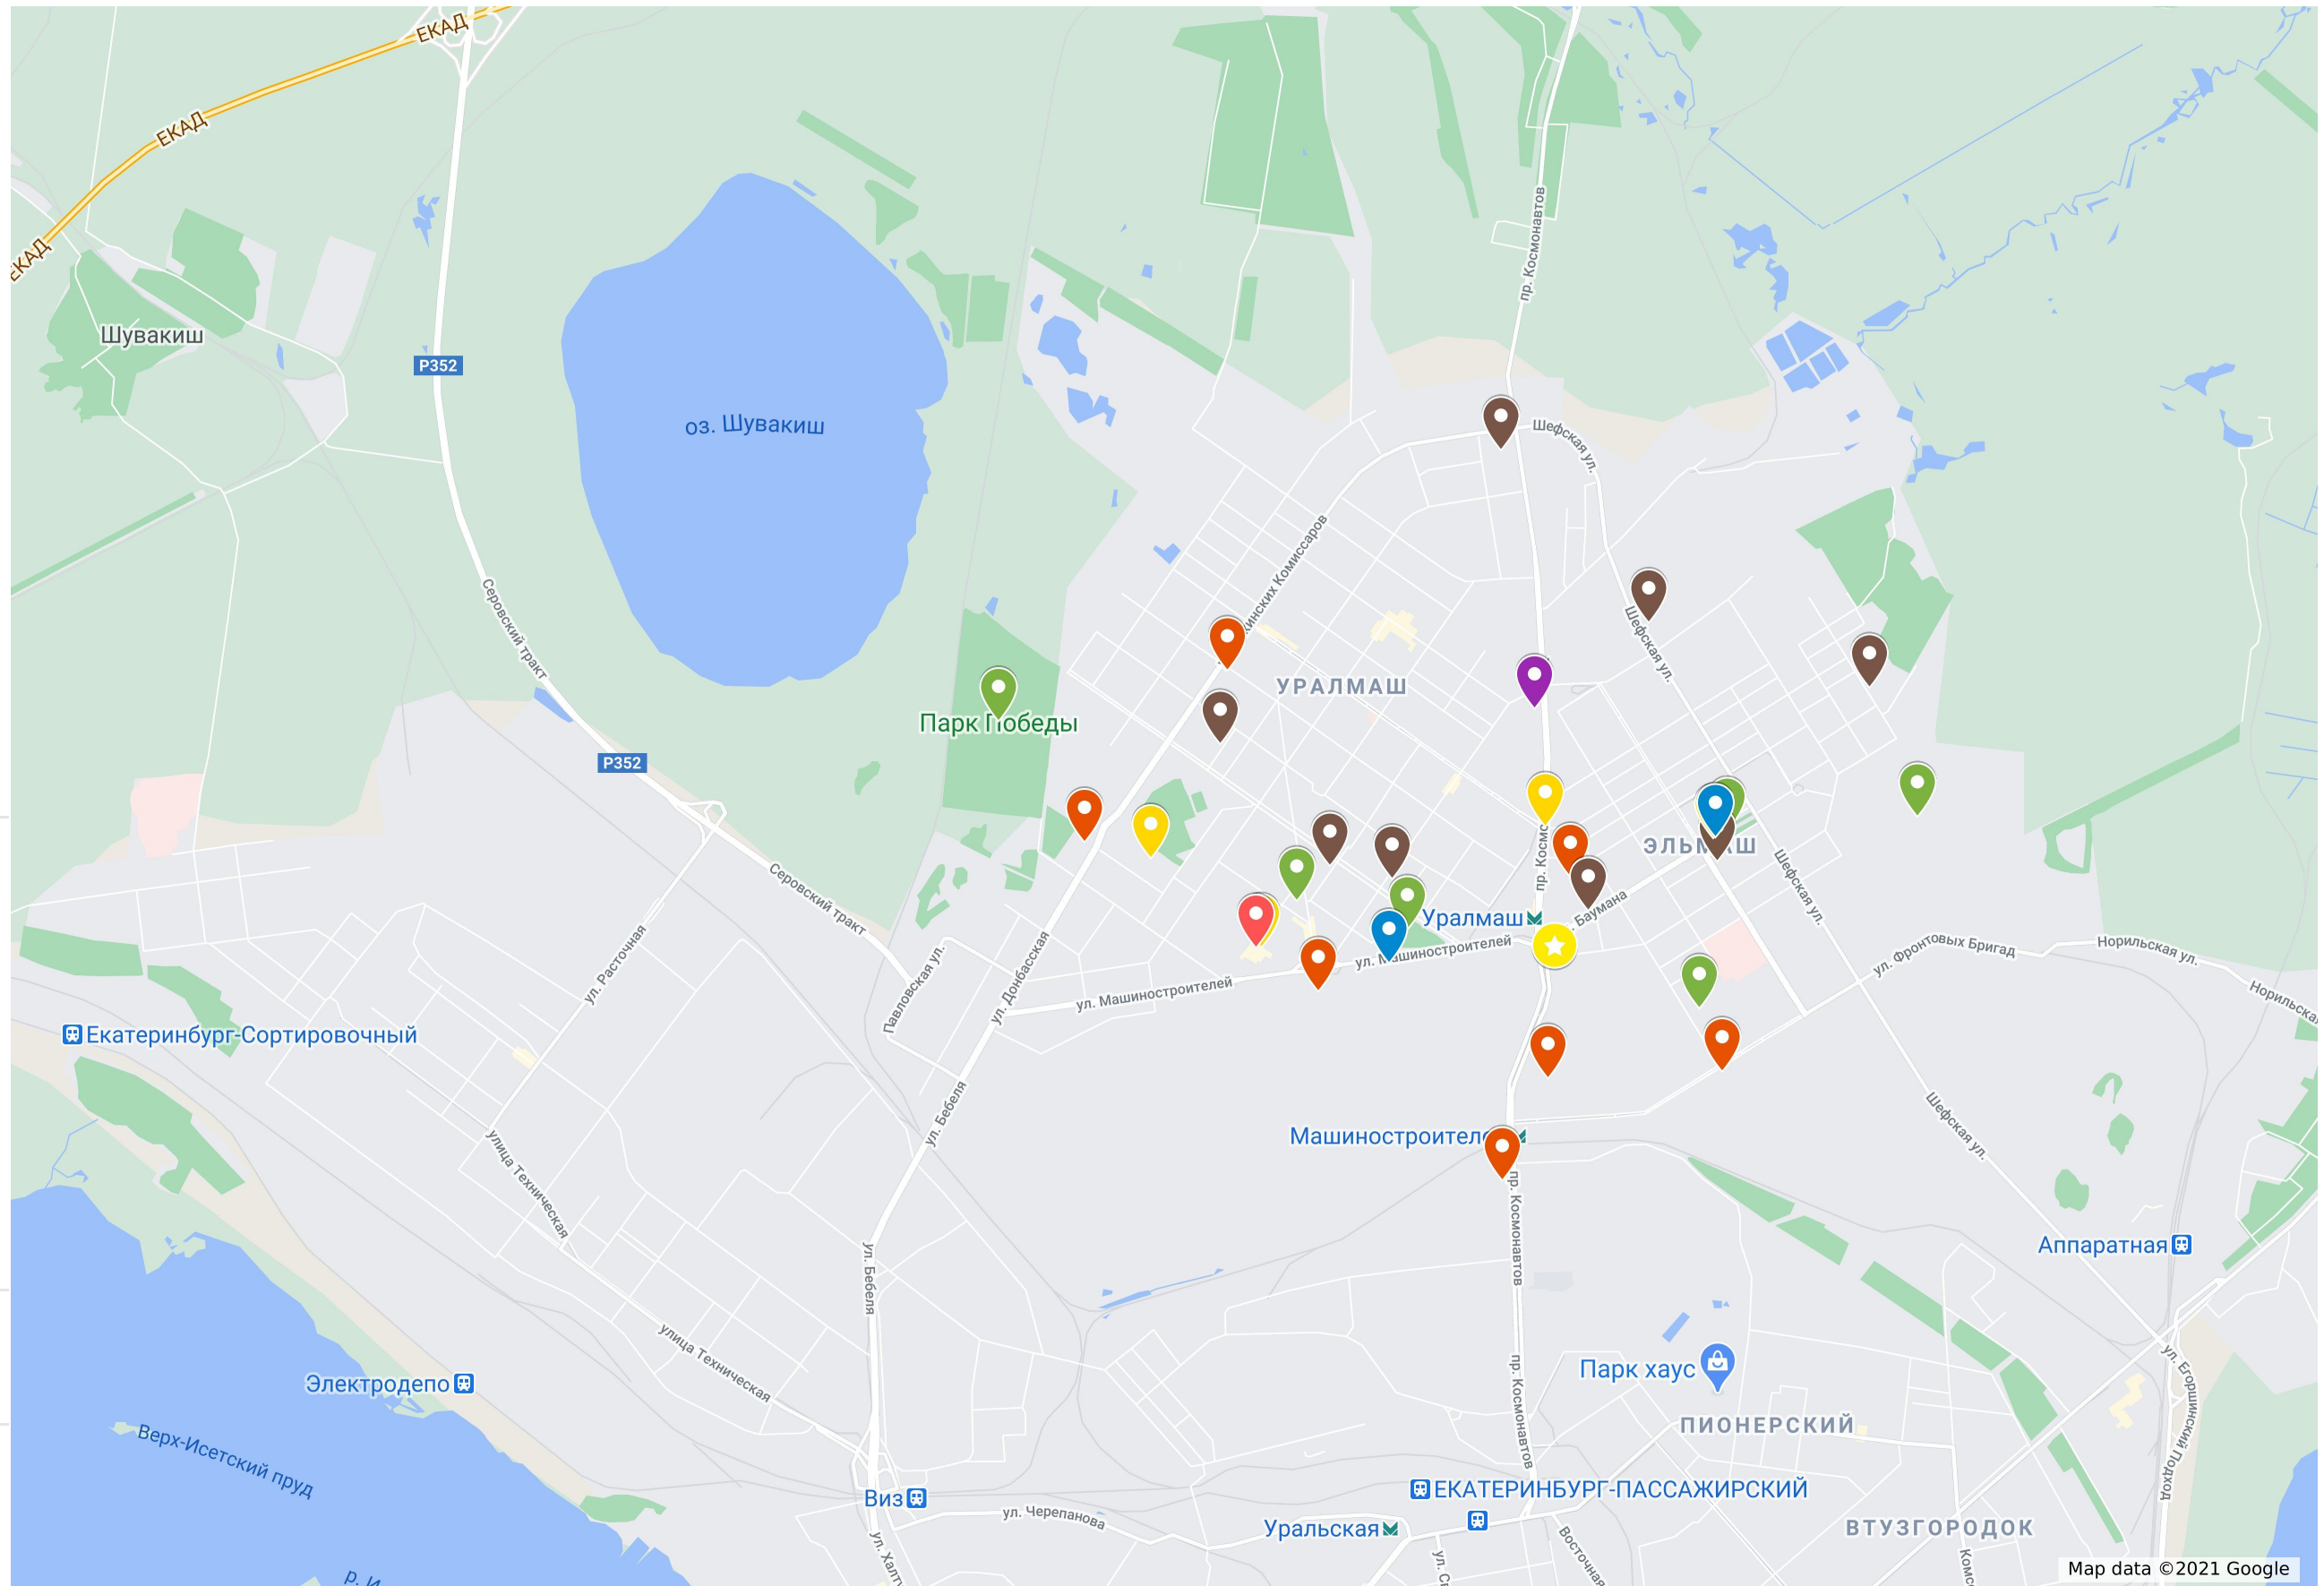 ЕКАД
ЕКАД
ЕКАД
пр. Космонавтов
Шувакиш
Р352
оз. Шувакиш
Шефская ул.
Серовский тракт
Шефская ул.
УРАЛМАШ
Парк Победы
Р352
ЭЛЬМАШ
Серовский тракт
Шефская ул.
Баумана
Уралмаш
ул. Машиностроителей
ул. Фронтовых Бригад
Норильская ул.
ул. Расточная
Павловская ул.
ул. Донбасская
ул. Машиностроителей
Екатеринбург-Сортировочный
ул. Бебеля
Шефская ул.
улица Техническая
пр. Космонавтов
Аппаратная
ул. Бебеля
улица Техническая
Электродепо
Парк хаус
пр. Космонавтов
ПИОНЕРСКИЙ
ул. Егоршинский Подход
Верх-Исетский пруд
Виз
ЕКАТЕРИНБУРГ-ПАССАЖИРСКИЙ
ул. Черепанова
Уральская
ВТУЗГОРОДОК
Восточная
Map data ©2021 Google